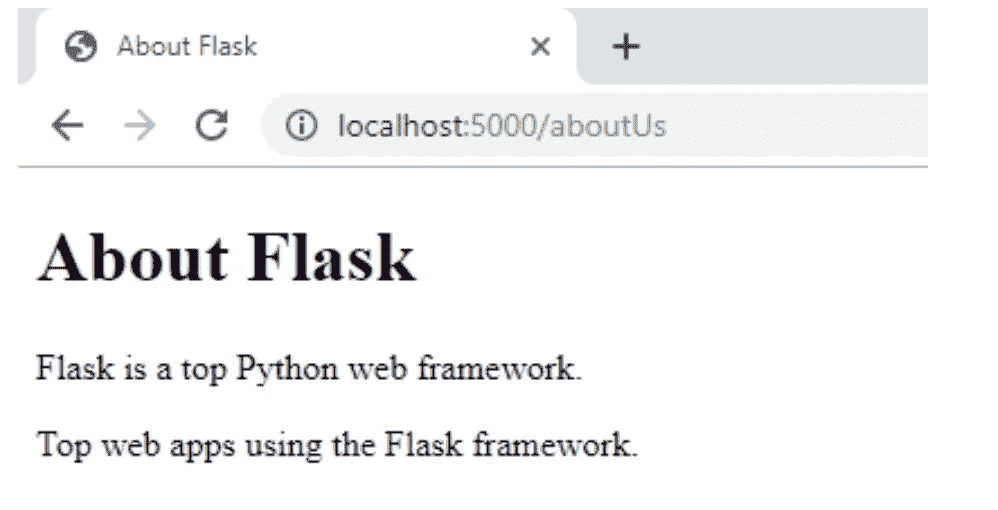 About Flask
localhost:5000/aboutUs
About Flask
Flask is a top Python web framework.
Top web apps using the Flask framework.